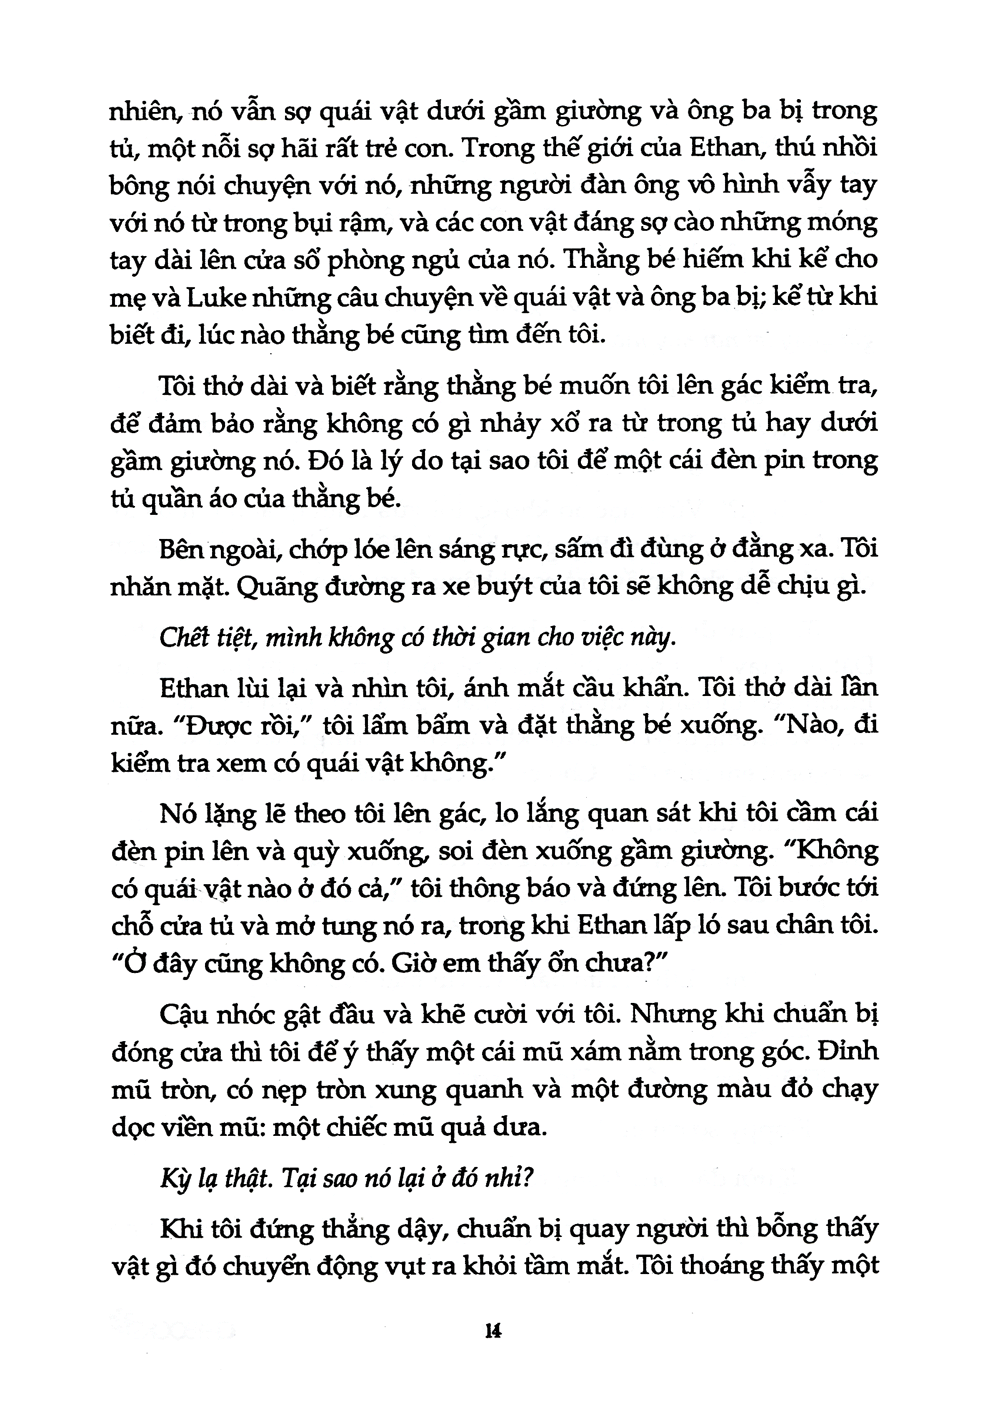 nhiên, nó vẫn sợ quái vật dưới gầm giường và ông ba bị trong
tủ, một nỗi sợ hãi rất trẻ con. Trong thế giới của Ethan, thú nhồi
bông nói chuyện với nó, những người đàn ông vô hình vẫy tay
với nó từ trong bụi rậm, và các con vật đáng sợ cào những móng
tay dài lên cửa sổ phòng ngủ của nó. Thằng bé hiếm khi kể cho
mẹ và Luke những câu chuyện về quái vật và ông ba bị; kể từ khi
biết đi, lúc nào thằng bé cũng tìm đến tôi.
Tôi thở dài và biết rằng thằng bé muốn tôi lên gác kiểm tra,
để đảm bảo rằng không có gì nhảy xổ ra từ trong tủ hay dưới
gầm giường nó. Đó là lý do tại sao tôi để một cái đèn pin trong
tủ quần áo của thằng bé.
Bên ngoài, chớp lóe lên sáng rực, sấm đì đùng ở đằng xa. Tôi
nhăn mặt. Quãng đường ra xe buýt của tôi sẽ không dễ chịu gì.
Chết tiệt, mình không có thời gian cho việc này.
Ethan lùi lại và nhìn tôi, ánh mắt cầu khẩn. Tôi thở dài lần
nữa. "Được rồi," tôi lẩm bẩm và đặt thằng bé xuống. "Nào, đi
kiểm tra xem có quái vật không."
Nó lặng lẽ theo tôi lên gác, lo lắng quan sát khi tôi cầm cái
đèn pin lên và quỳ xuống, soi đèn xuống gầm giường. "Không
có quái vật nào ở đó cả," tôi thông báo và đứng lên. Tôi bước tới
chỗ cửa tủ và mở tung nó ra, trong khi Ethan lấp ló sau chân tôi.
"Ở đây cũng không có. Giờ em thấy ổn chưa?"
Cậu nhóc gật đầu và khẽ cười với tôi. Nhưng khi chuẩn bị
đóng cửa thì tôi để ý thấy một cái mũ xám nằm trong góc. Đỉnh
mũ tròn, có nẹp tròn xung quanh và một đường màu đỏ chạy
dọc viền mũ: một chiếc mũ quả dưa.
Kỳ lạ thật. Tại sao nó lại ở đó nhỉ?
Khi tôi đứng thẳng dậy, chuẩn bị quay người thì bỗng thấy
vật gì đó chuyển động vụt ra khỏi tầm mắt. Tôi thoáng thấy một
14